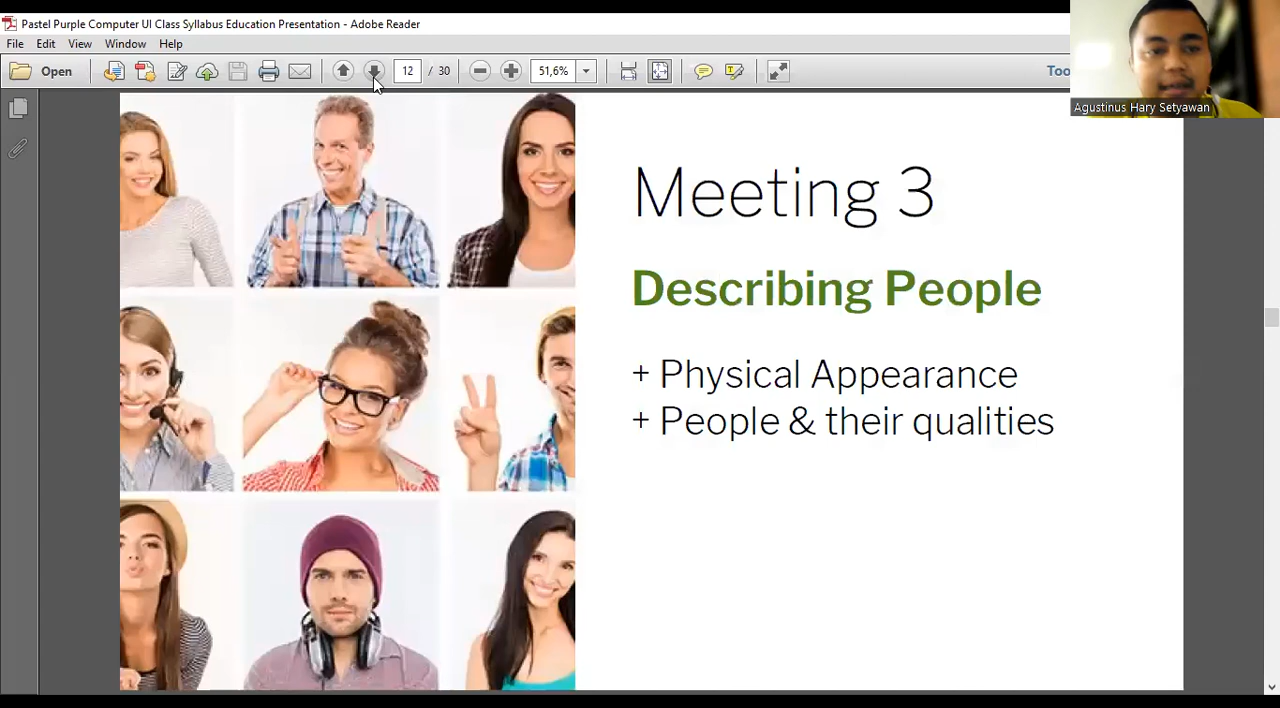 Pastel Purple Computer UI Class Syllabus Education Presentation - Adobe Reader
File Edit View Window Help
Open 12 / 30 51,6% Too
Agustinus Hary Setyawan
Meeting 3
Describing People
+ Physical Appearance
+ People & their qualities